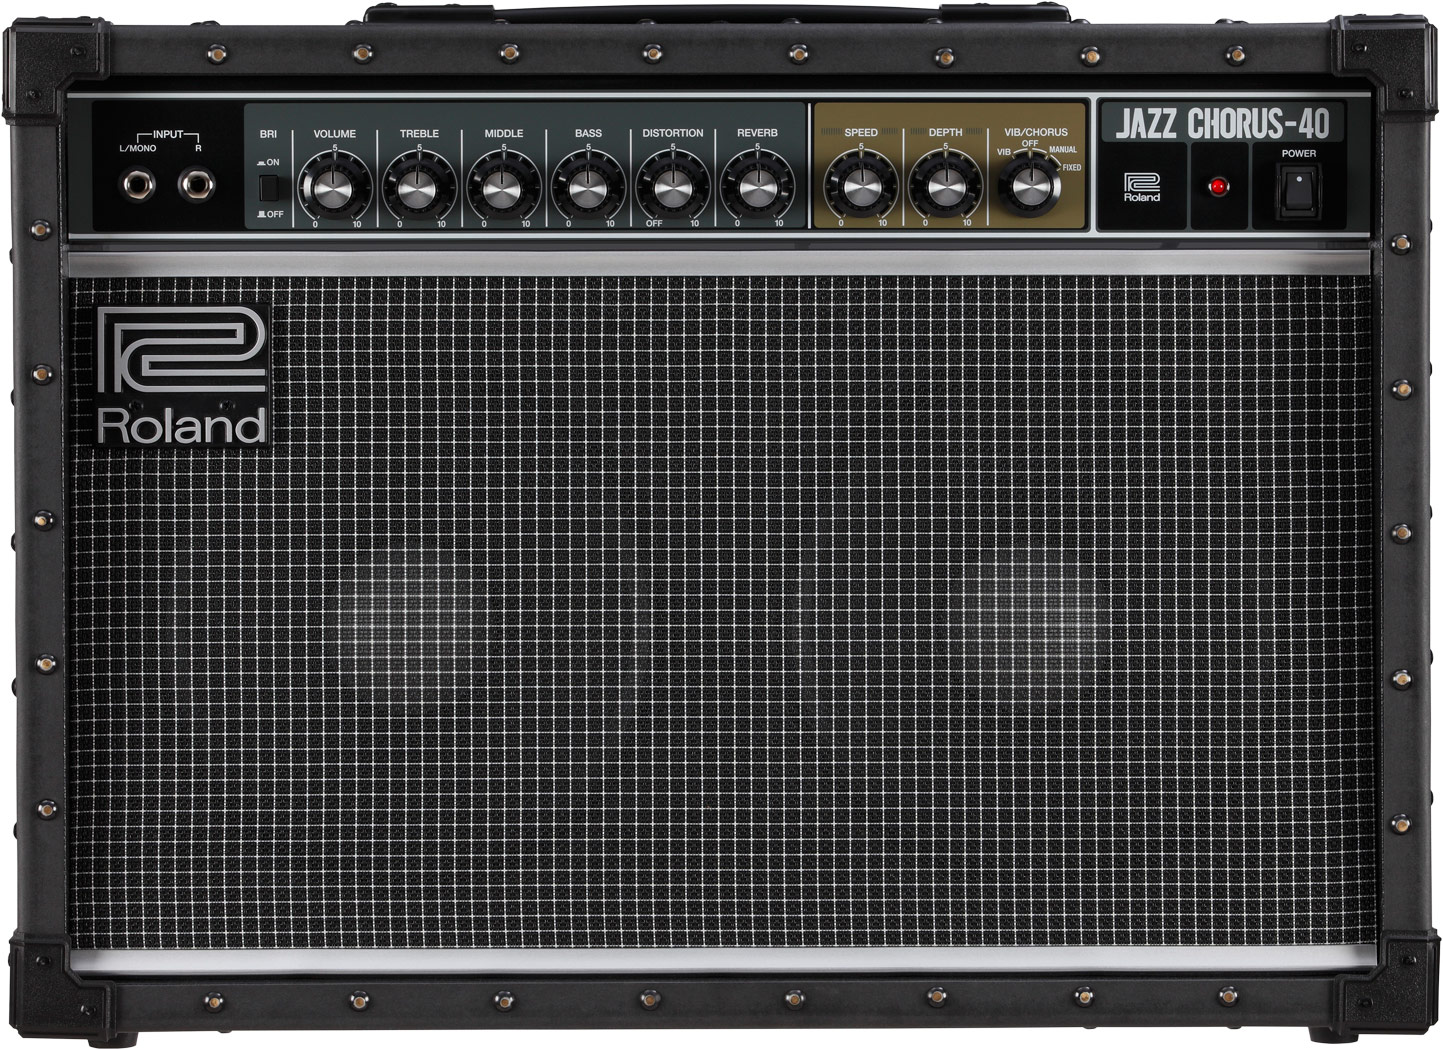 INPUT
L/MONO R
BRI
ON
OFF
VOLUME
5
0 10
TREBLE
5
0 10
MIDDLE
5
0 10
BASS
5
0 10
DISTORTION
5
OFF 10
REVERB
5
0 10
SPEED
5
0 10
DEPTH
5
0 10
VIB/CHORUS
OFF
VIB MANUAL
FIXED
JAZZ CHORUS-40
Roland
POWER
Roland